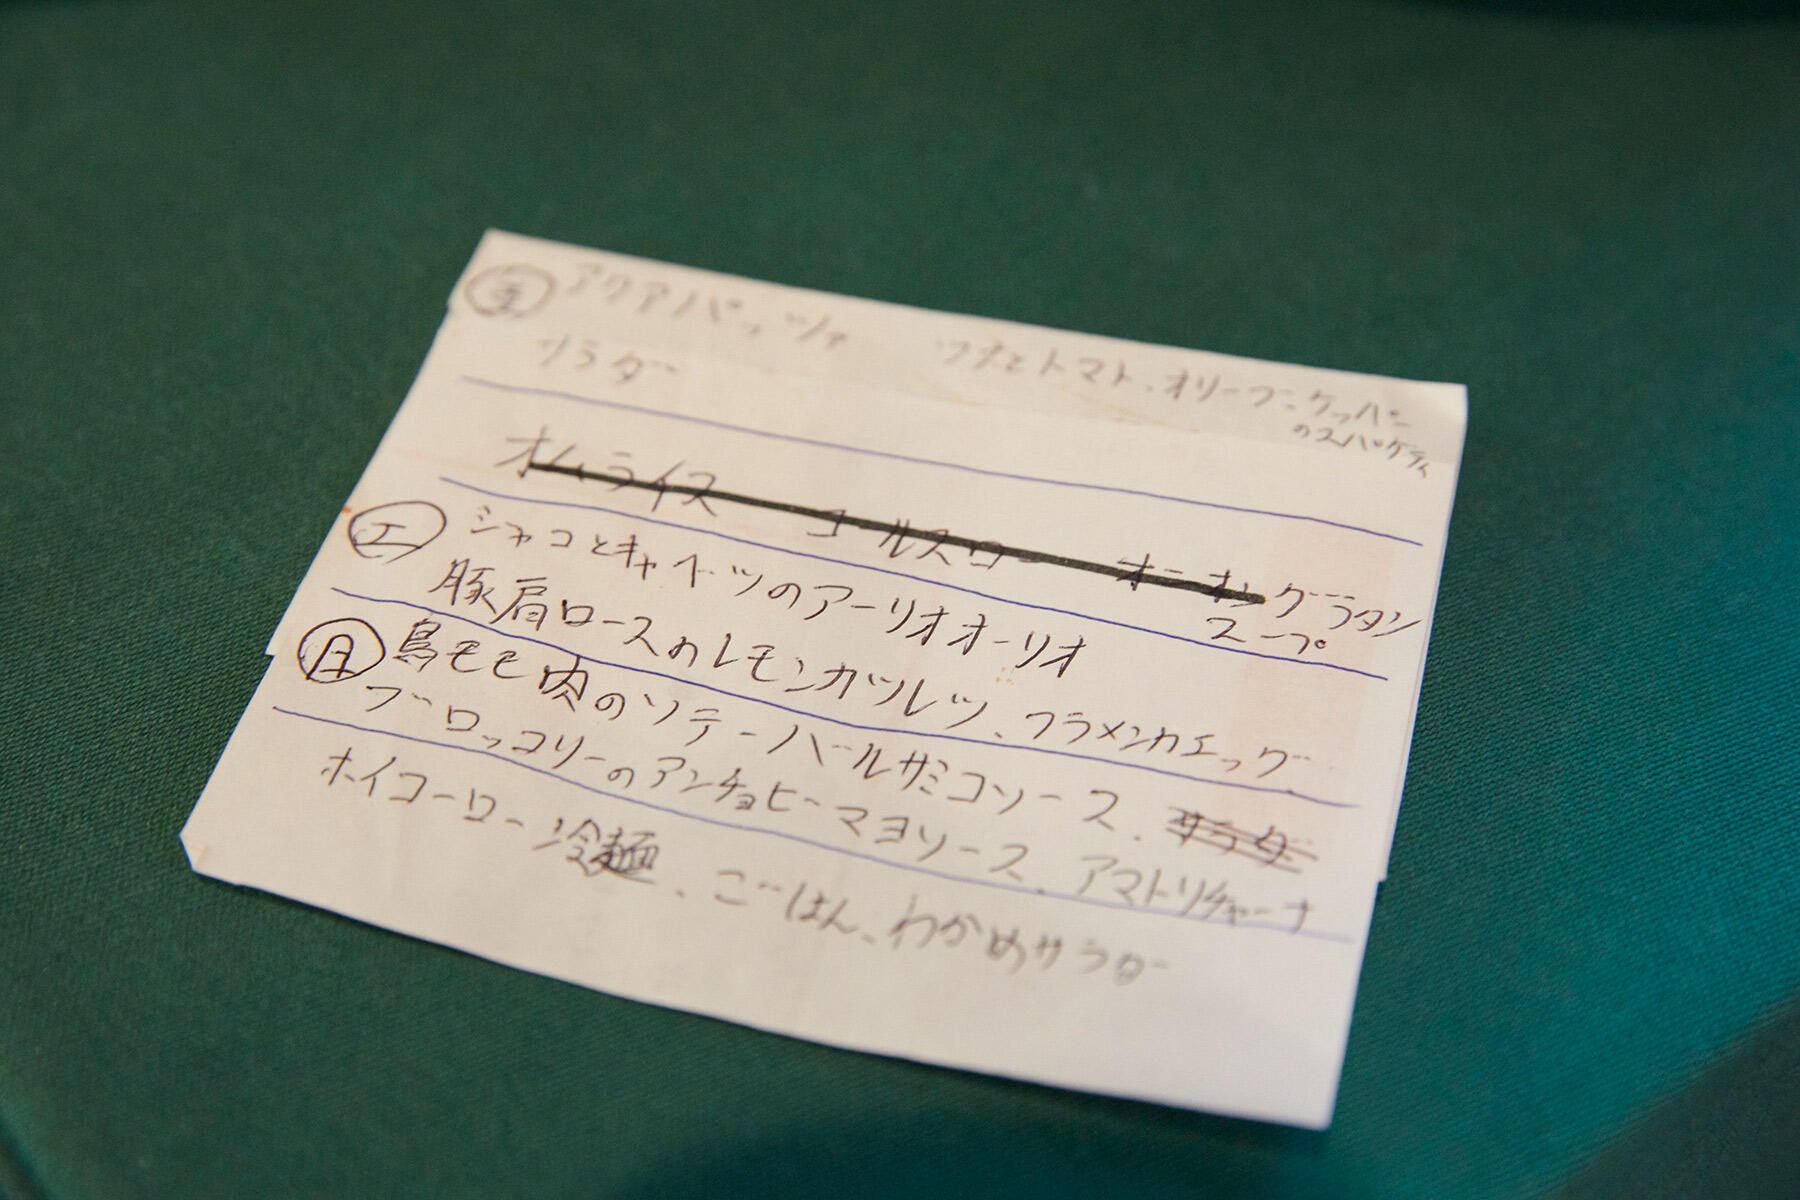 金 アクアパッツァ ツナとトマト、オリーブ、ケッパー
のスパゲティ
サラダ
オムライス コールスロー オニオングラタン
スープ
土 シャコとキャベツのアーリオオーリオ
豚肩ロースのレモンカツレツ、フラメンカエッグ
日 鳥モモ肉のソテーバルサミコソース、サラダ
ブロッコリーのアンチョビーマヨソース、アマトリチャーナ
ホイコーロー冷麺、ごはん、わかめサラダ